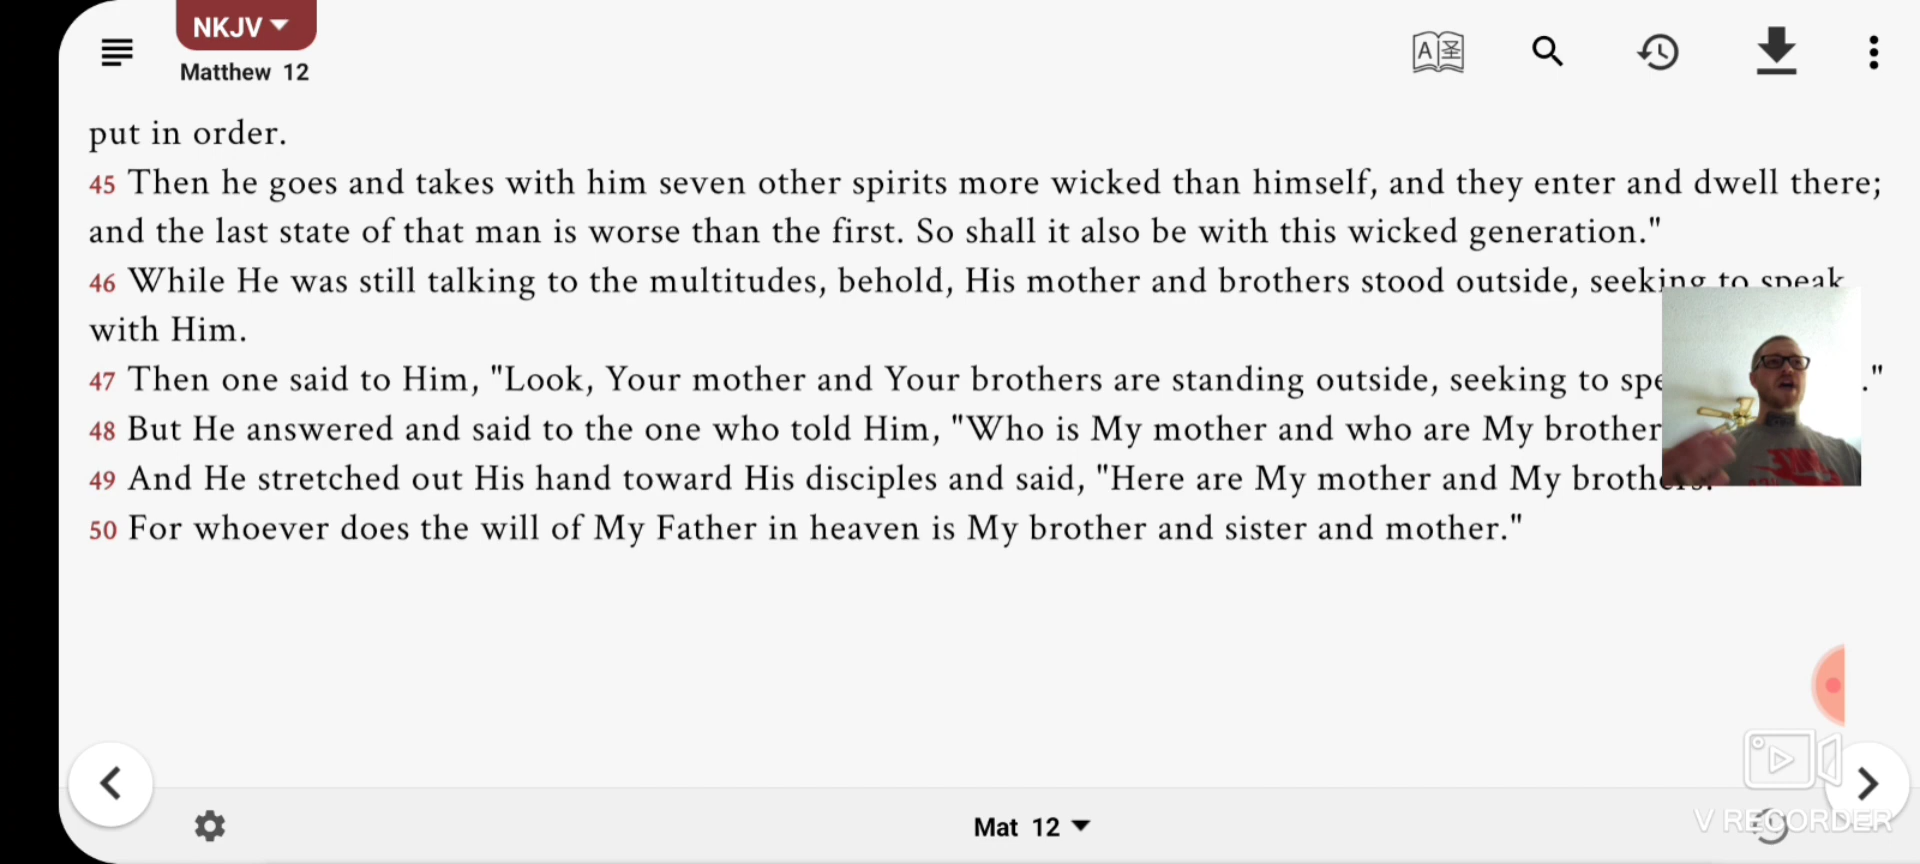 NKJV
Matthew 12
put in order.
45 Then he goes and takes with him seven other spirits more wicked than himself, and they enter and dwell there;
and the last state of that man is worse than the first. So shall it also be with this wicked generation."
46 While He was still talking to the multitudes, behold, His mother and brothers stood outside, seeking to speak
with Him.
47 Then one said to Him, "Look, Your mother and Your brothers are standing outside, seeking to ."
48 But He answered and said to the one who told Him, "Who is My mother and who are My brother
49 And He stretched out His hand toward His disciples and said, "Here are My mother and My brothers!
50 For whoever does the will of My Father in heaven is My brother and sister and mother."
Mat 12
V RECORDER